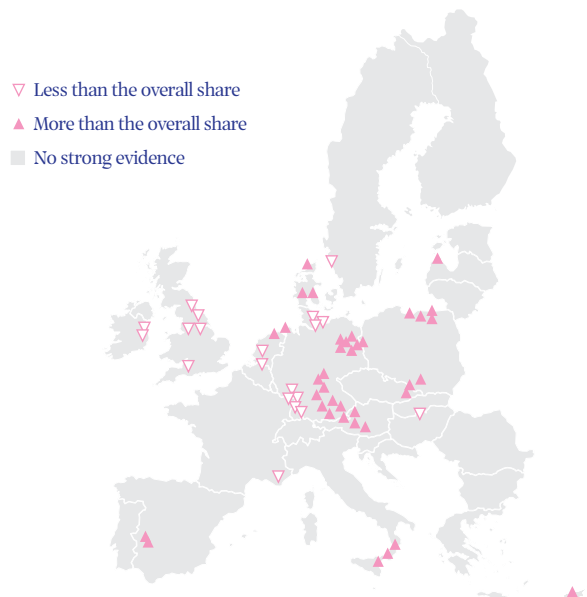 Less than the overall share
More than the overall share
No strong evidence